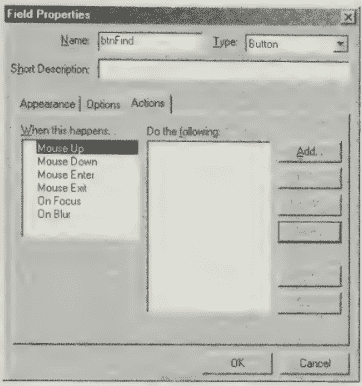 Field Properties
Name: btnFind Type: Button
Short Description:
Appearance Options Actions
When this happens... Do the following:
Mouse Up
Mouse Down
Mouse Enter
Mouse Exit
On Focus
On Blur
Add...
OK Cancel